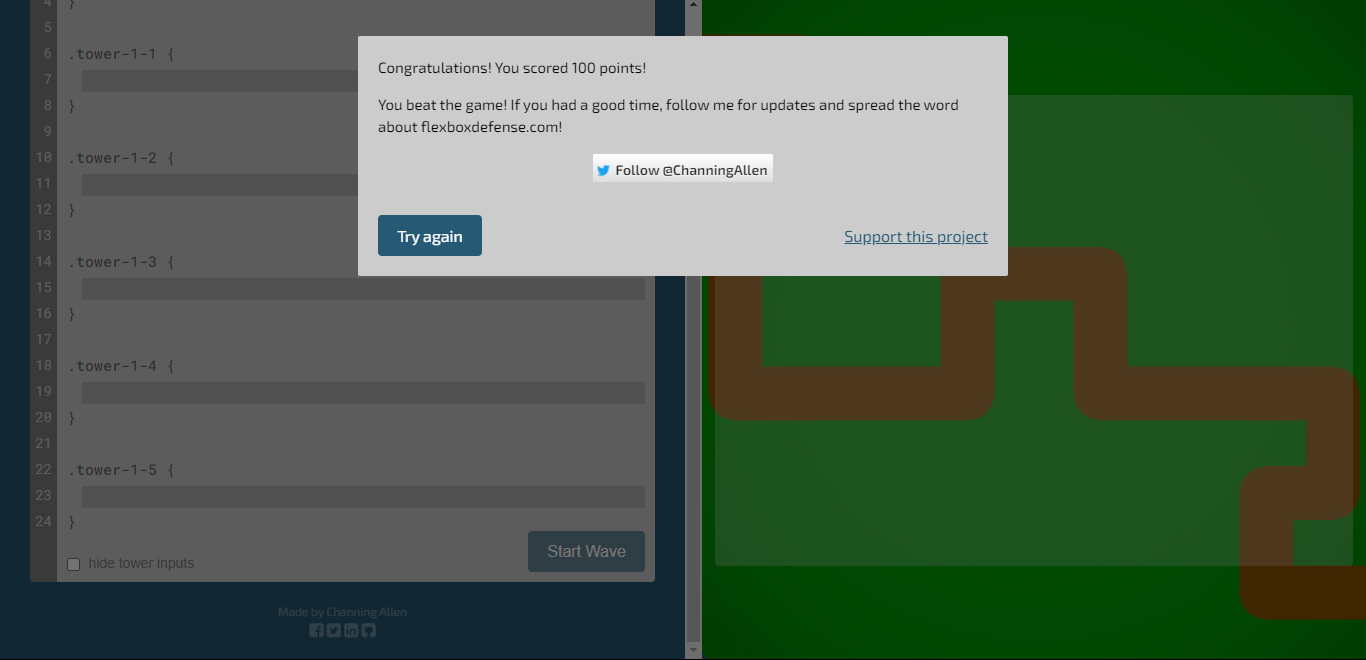 4 }
5
6 .tower-1-1 {
7
8 }
9
10 .tower-1-2 {
11
12 }
13
14 .tower-1-3 {
15
16 }
17
18 .tower-1-4 {
19
20 }
21
22 .tower-1-5 {
23
24 }
hide tower inputs
Start Wave
Made by Channing Allen
Congratulations! You scored 100 points!
You beat the game! If you had a good time, follow me for updates and spread the word
about flexboxdefense.com!
Follow @ChanningAllen
Try again
Support this project